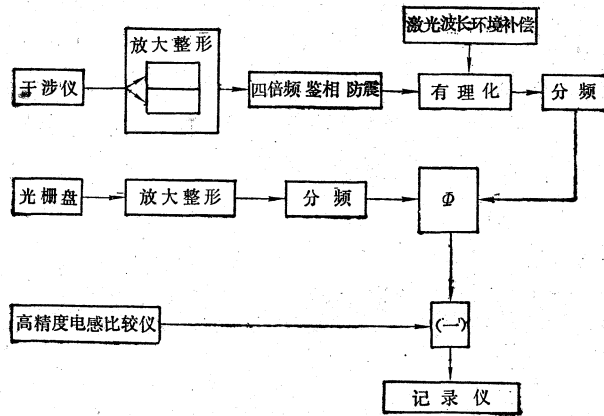 激光波长环境补偿
放大整形
干涉仪
四倍频 鉴相 防震
有理化
分频
光栅盘
放大整形
分频
Φ
高精度电感比较仪
(一)
记录仪